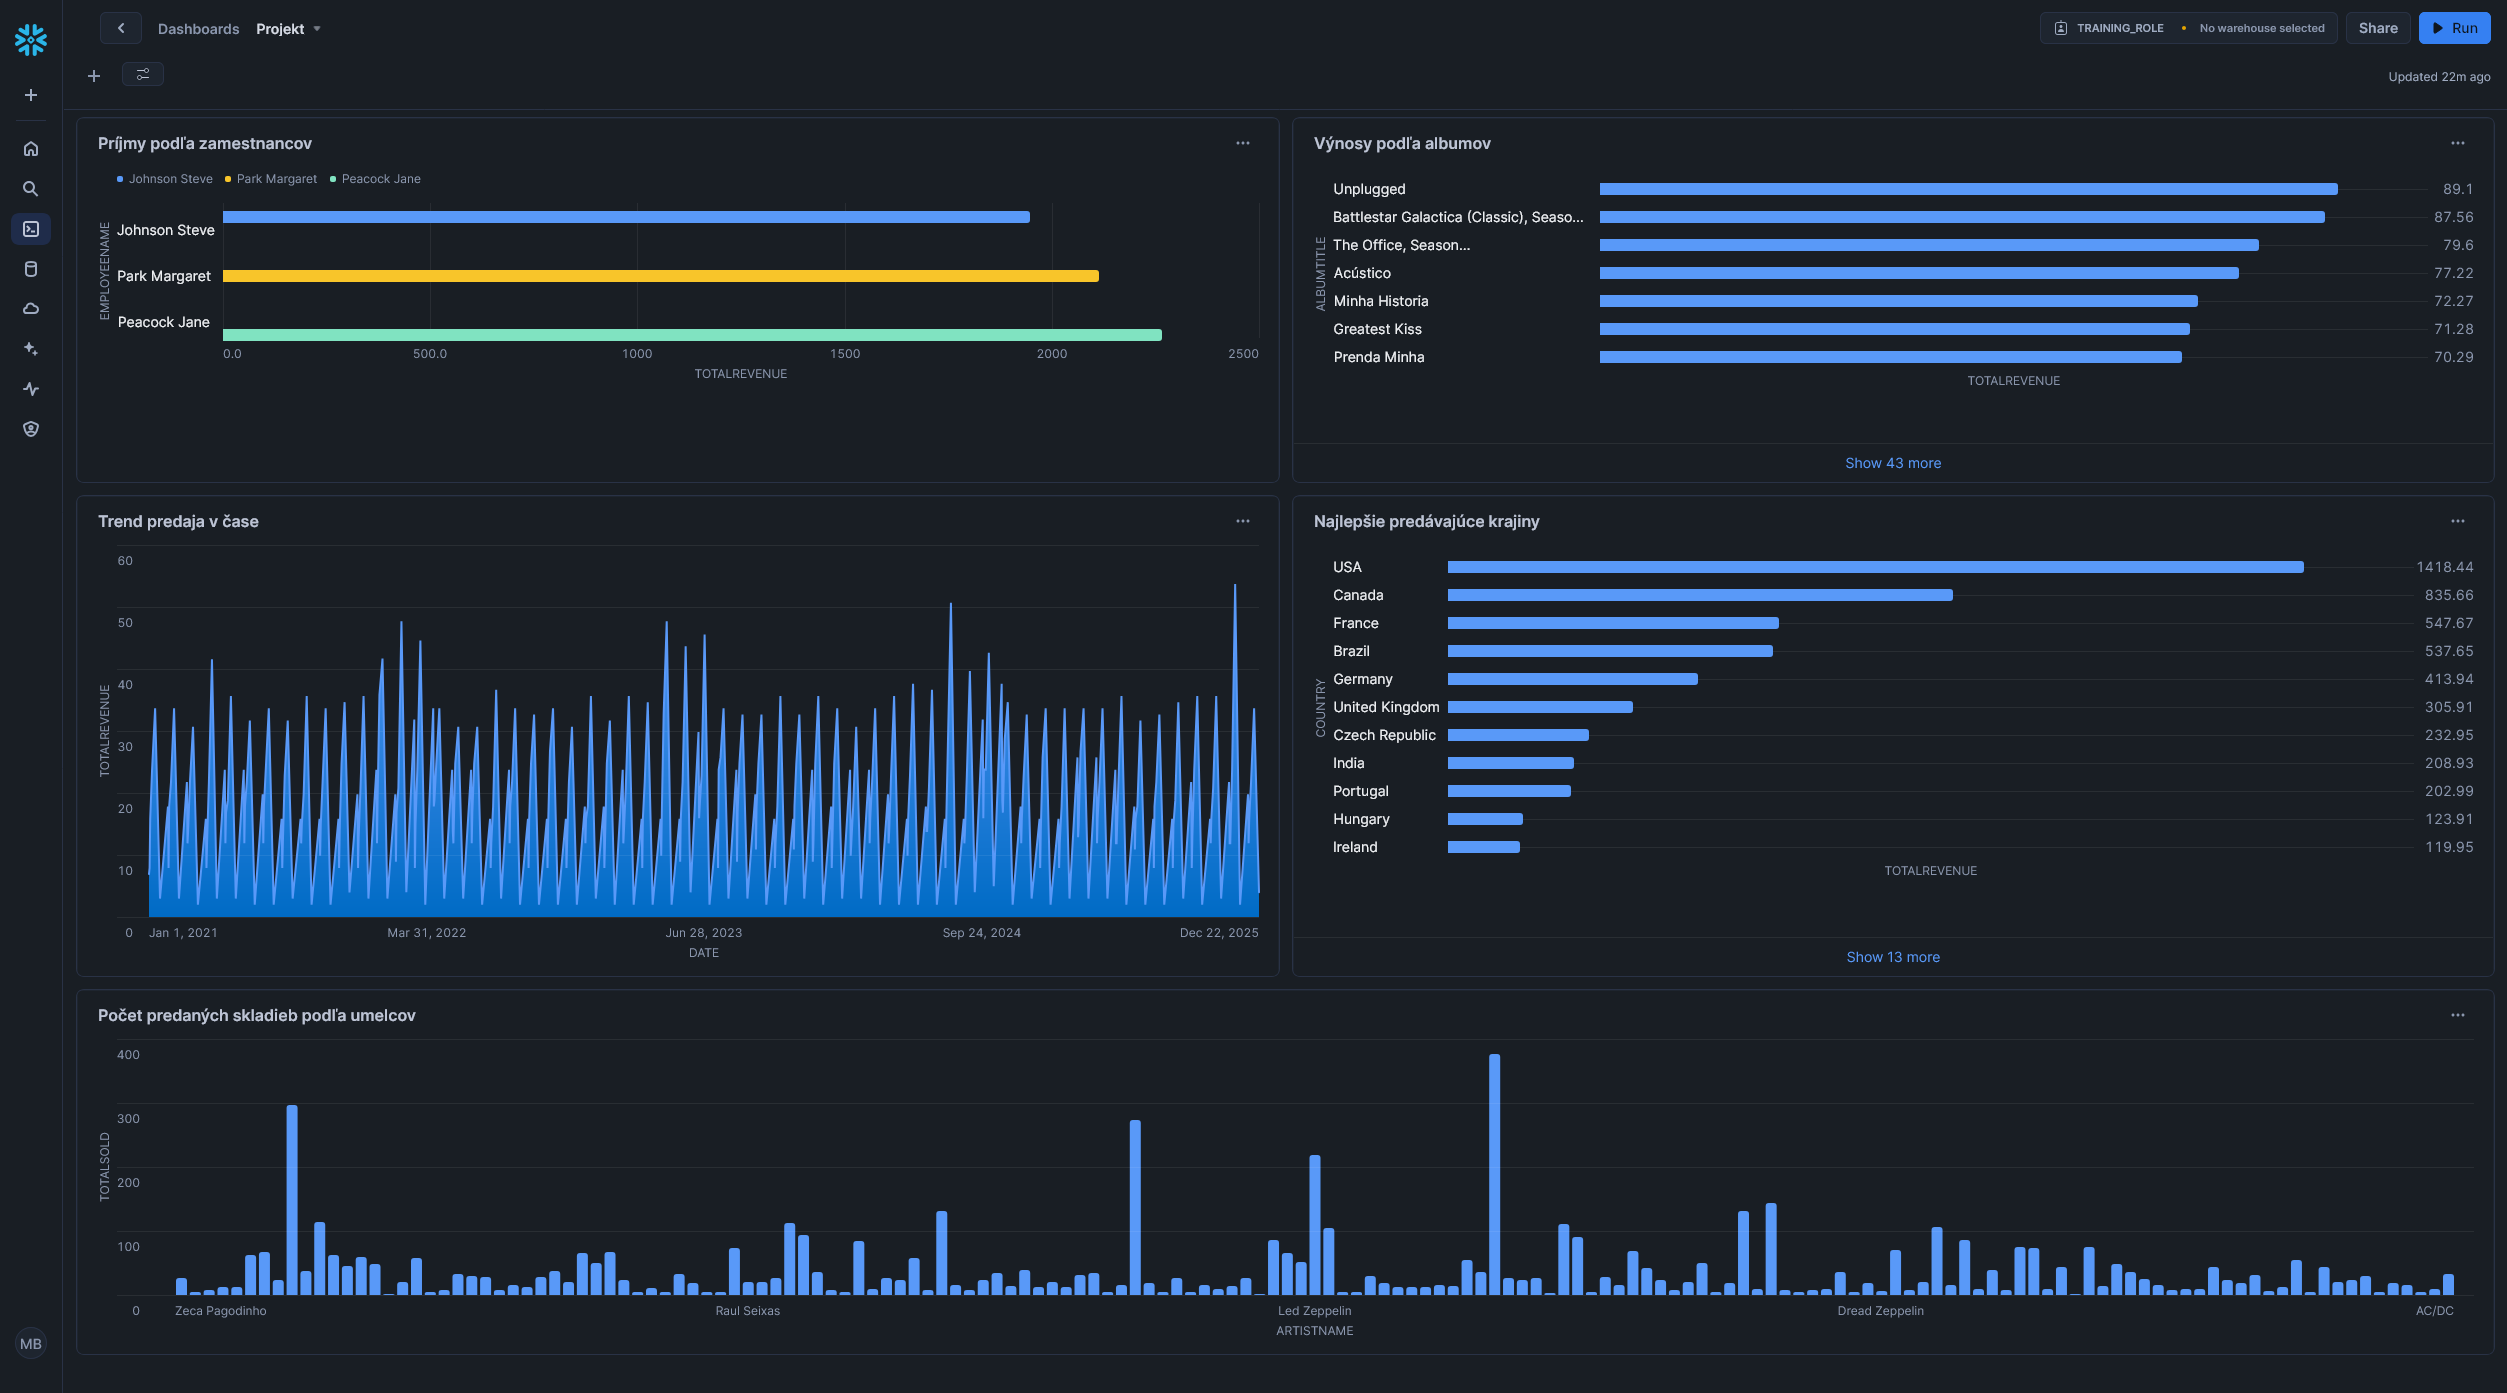 Dashboards Projekt
TRAINING_ROLE • No warehouse selected
Share
Run
Updated 22m ago
Príjmy podľa zamestnancov
Johnson Steve Park Margaret Peacock Jane
EMPLOYEENAME
Johnson Steve
Park Margaret
Peacock Jane
0.0 500.0 1000 1500 2000 2500
TOTALREVENUE
Výnosy podľa albumov
ALBUMTITLE
Unplugged 89.1
Battlestar Galactica (Classic), Seaso... 87.56
The Office, Season... 79.6
Acústico 77.22
Minha Historia 72.27
Greatest Kiss 71.28
Prenda Minha 70.29
TOTALREVENUE
Show 43 more
Trend predaja v čase
TOTALREVENUE
60
50
40
30
20
10
0
Jan 1, 2021 Mar 31, 2022 Jun 28, 2023 Sep 24, 2024 Dec 22, 2025
DATE
Najlepšie predávajúce krajiny
COUNTRY
USA 1418.44
Canada 835.66
France 547.67
Brazil 537.65
Germany 413.94
United Kingdom 305.91
Czech Republic 232.95
India 208.93
Portugal 202.99
Hungary 123.91
Ireland 119.95
TOTALREVENUE
Show 13 more
Počet predaných skladieb podľa umelcov
TOTALSOLD
400
300
200
100
0
Zeca Pagodinho Raul Seixas Led Zeppelin Dread Zeppelin AC/DC
ARTISTNAME
MB